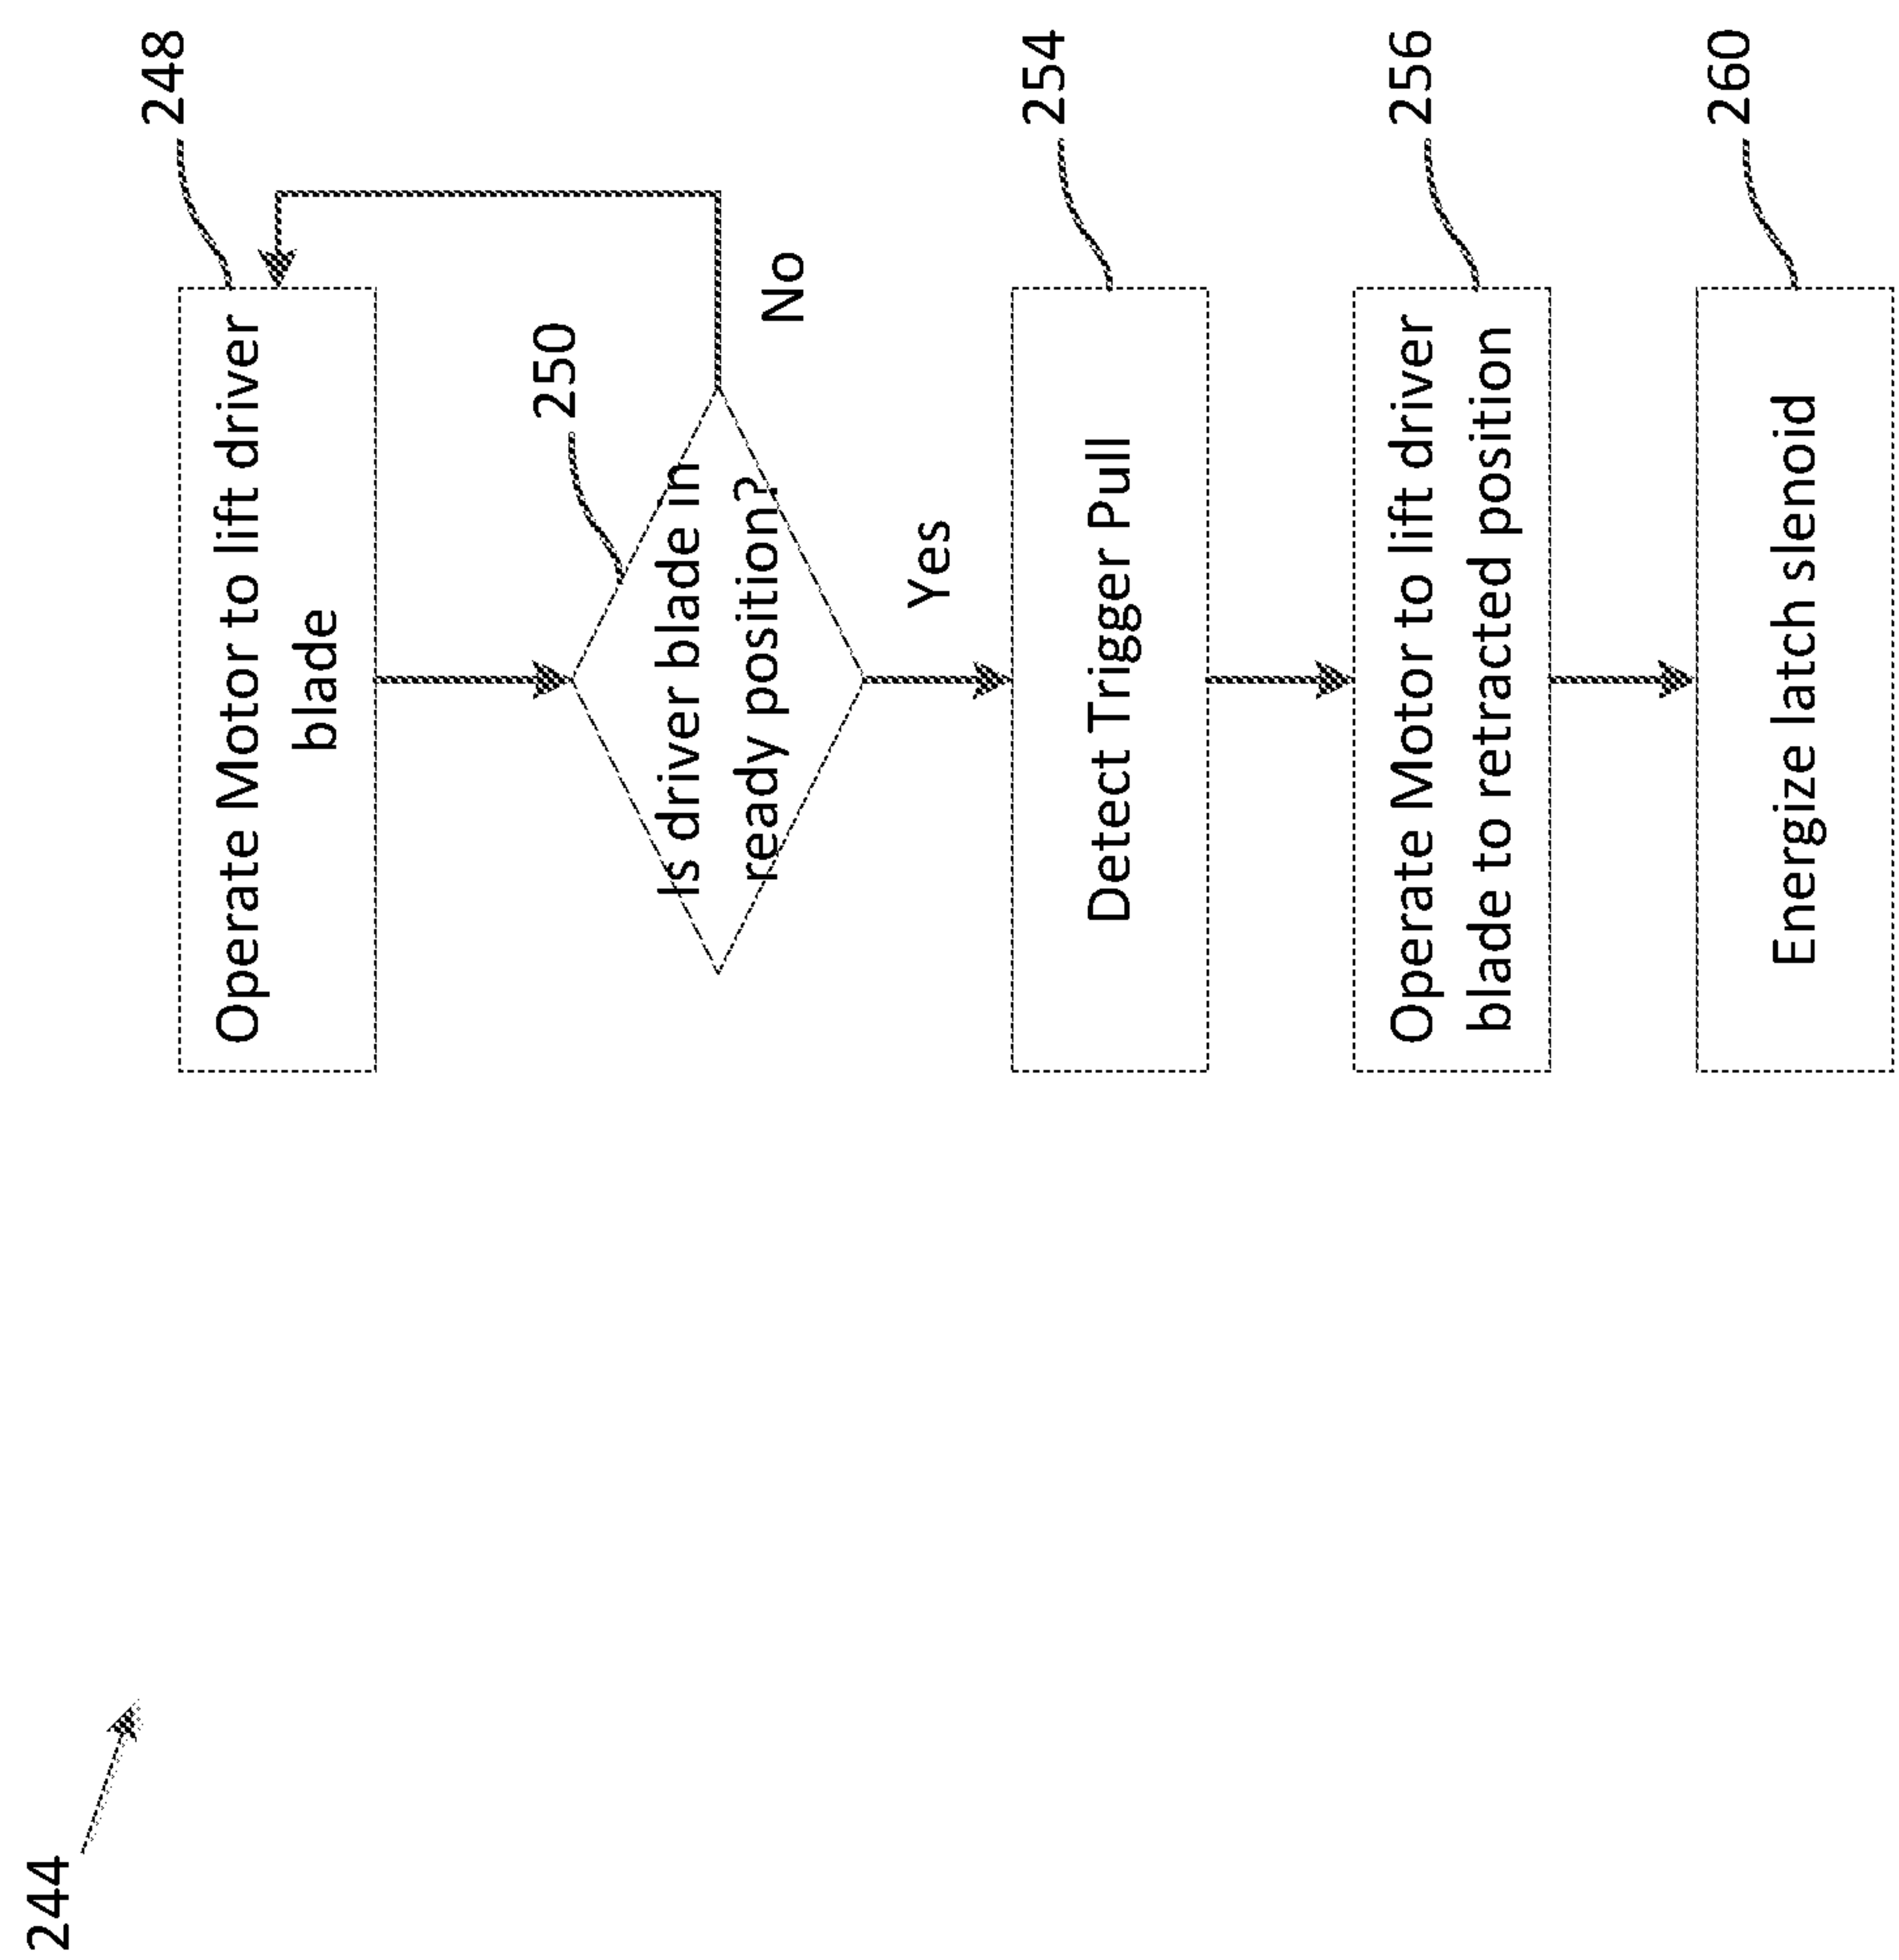 244
248
Operate Motor to lift driver
blade
250
Is driver blade in
ready position?
No
Yes
254
Detect Trigger Pull
256
Operate Motor to lift driver
blade to retracted position
260
Energize latch slenoid